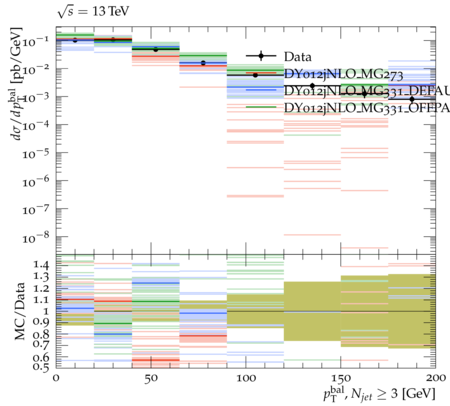 √s = 13 TeV
dσ/dp_T^bal [pb/GeV]
10⁻¹
10⁻²
10⁻³
10⁻⁴
10⁻⁵
10⁻⁶
10⁻⁷
10⁻⁸
Data
DY012jNLO_MG273
DY012jNLO_MG331_DEFAU
DY012jNLO_MG331_OFFPA
MC/Data
1.4
1.3
1.2
1.1
1
0.9
0.8
0.7
0.6
0.5
0 50 100 150 200
p_T^bal, N_jet ≥ 3 [GeV]